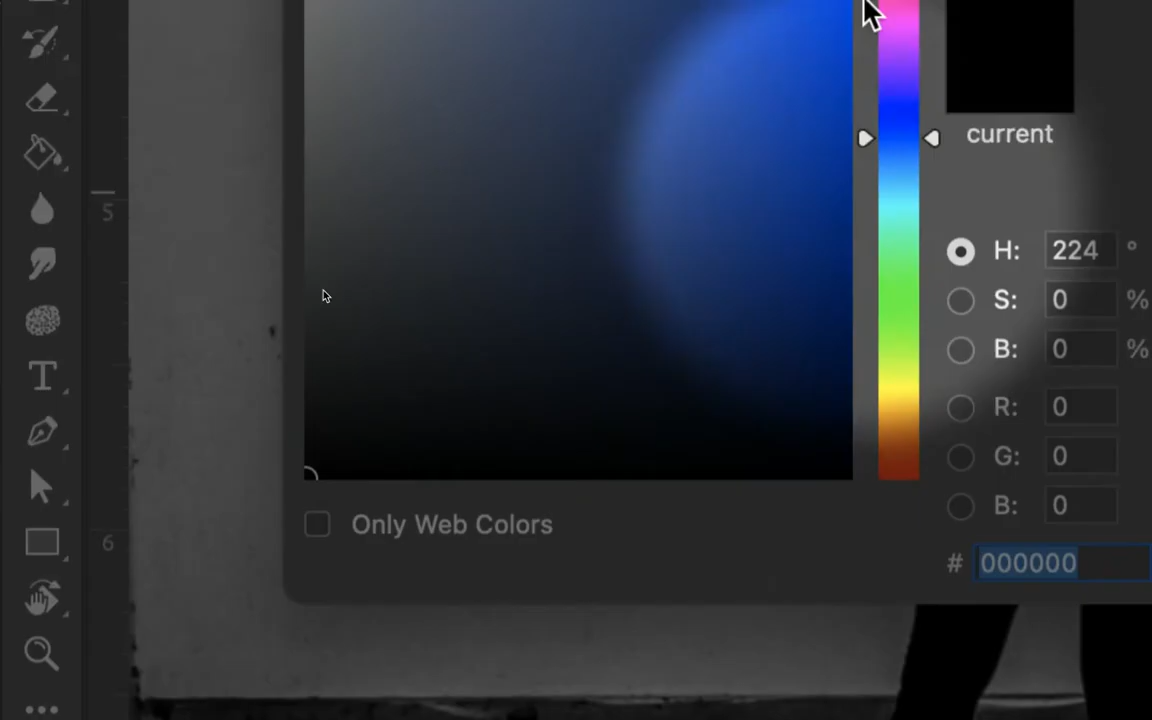 current
5
H: 224 °
S: 0 %
B: 0 %
R: 0
G: 0
B: 0
Only Web Colors
6
# 000000